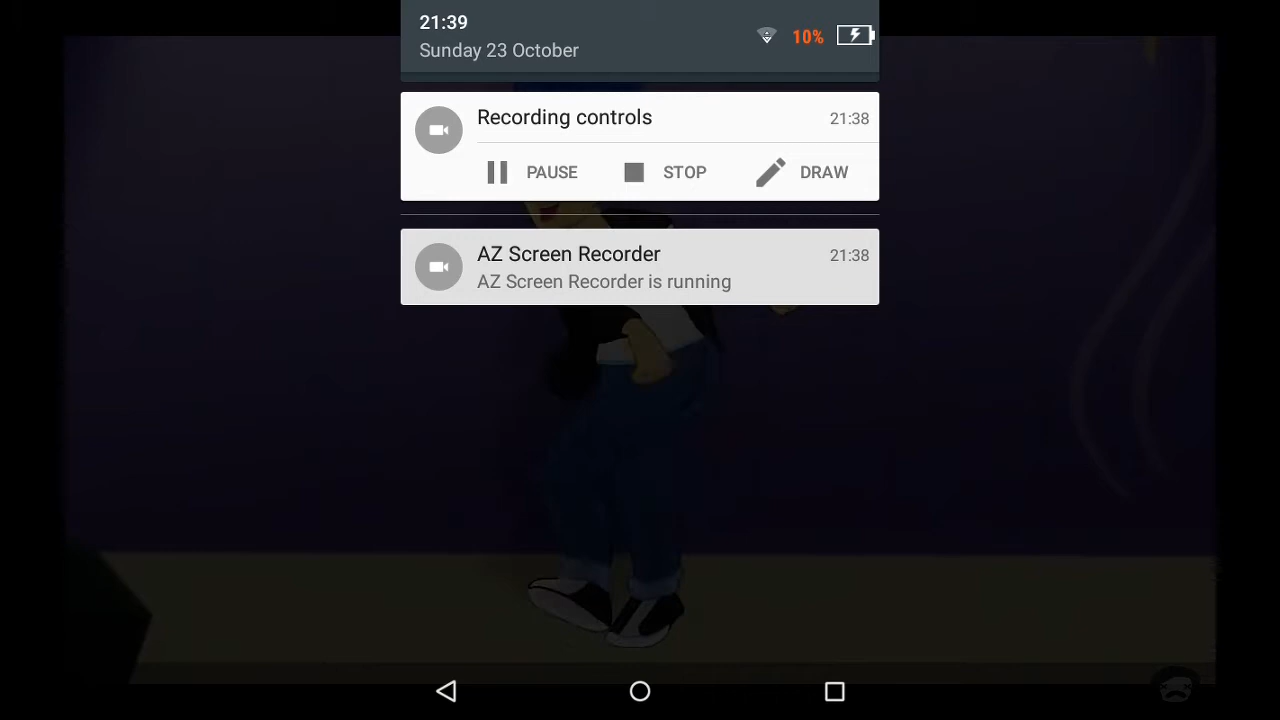 21:39
Sunday 23 October
10%
Recording controls 21:38
PAUSE STOP DRAW
AZ Screen Recorder 21:38
AZ Screen Recorder is running